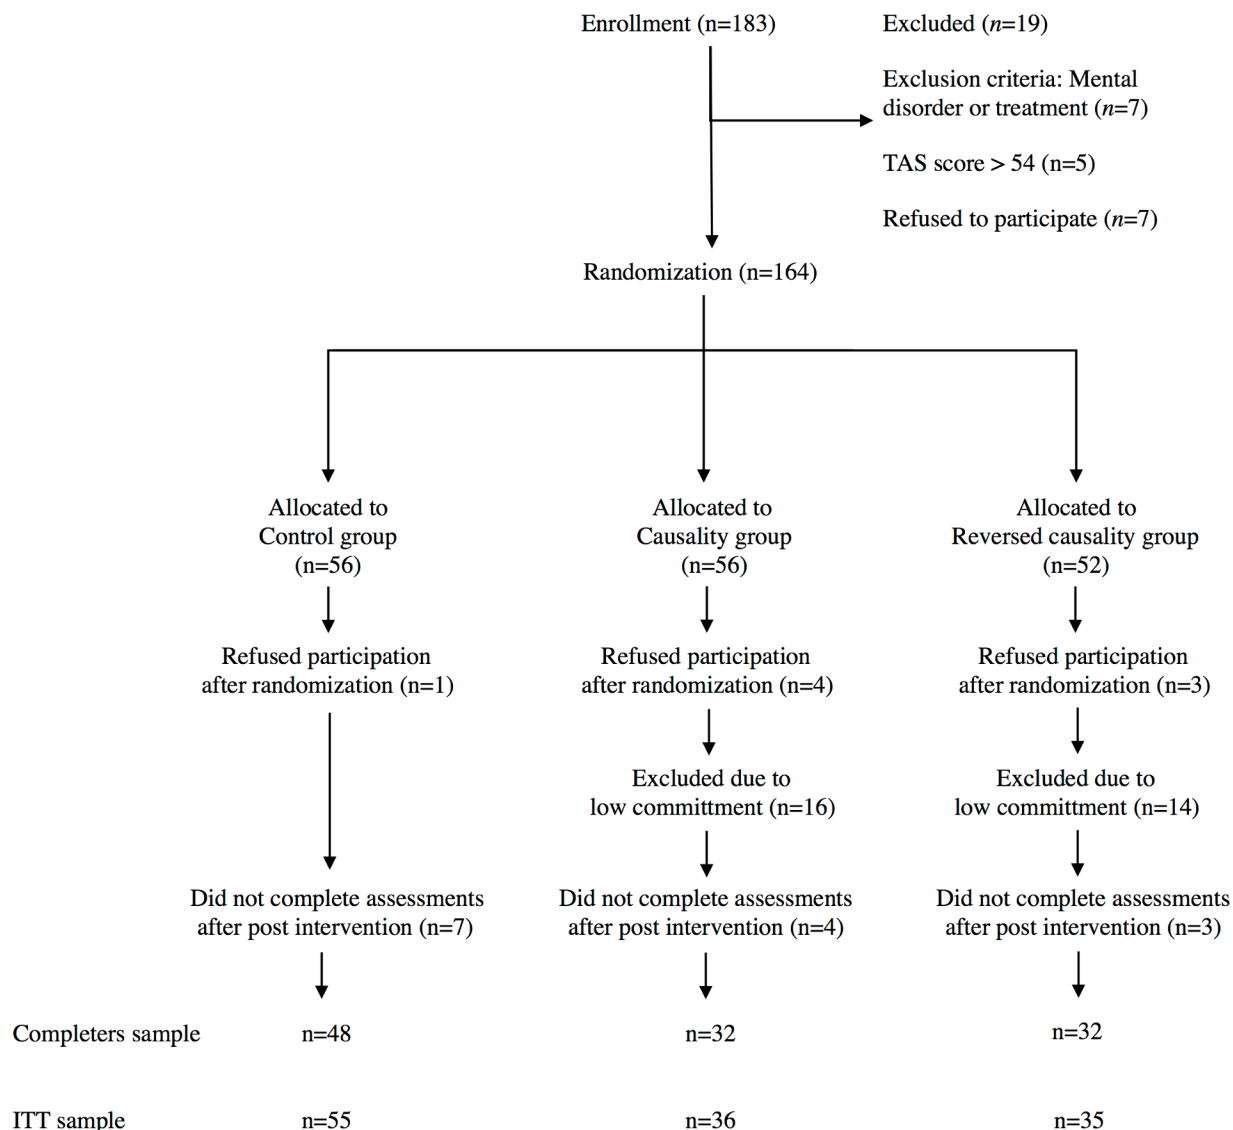 Enrollment (n=183)
Excluded (n=19)
Exclusion criteria: Mental
disorder or treatment (n=7)
TAS score > 54 (n=5)
Refused to participate (n=7)
Randomization (n=164)
Allocated to
Control group
(n=56)
Allocated to
Causality group
(n=56)
Allocated to
Reversed causality group
(n=52)
Refused participation
after randomization (n=1)
Refused participation
after randomization (n=4)
Refused participation
after randomization (n=3)
Excluded due to
low committment (n=16)
Excluded due to
low committment (n=14)
Did not complete assessments
after post intervention (n=7)
Did not complete assessments
after post intervention (n=4)
Did not complete assessments
after post intervention (n=3)
Completers sample
n=48
n=32
n=32
ITT sample
n=55
n=36
n=35